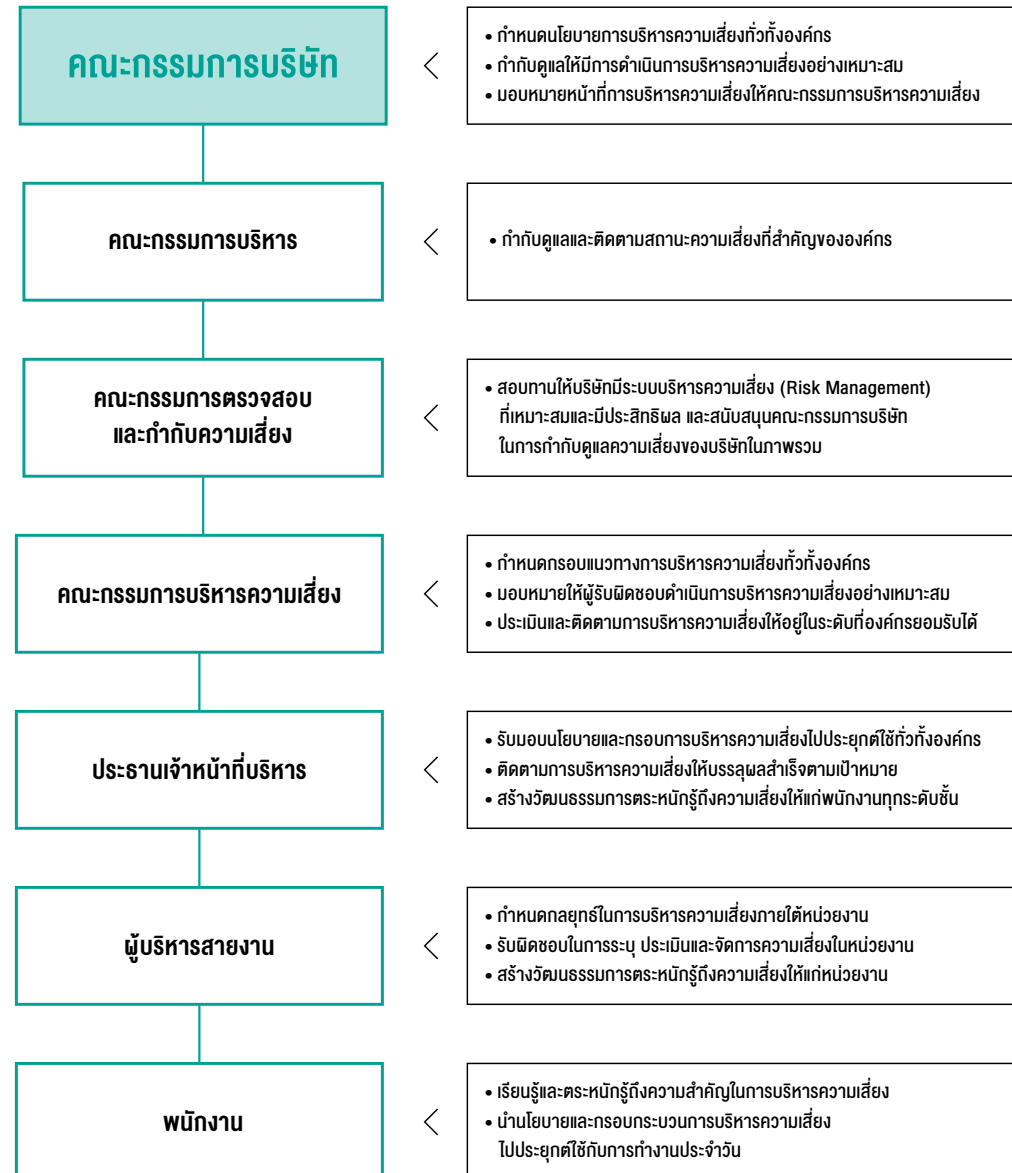 คณะกรรมการบริษัท
• กำหนดนโยบายการบริหารความเสี่ยงทั่วทั้งองค์กร
• กำกับดูแลให้มีการดำเนินการบริหารความเสี่ยงอย่างเหมาะสม
• มอบหมายหน้าที่การบริหารความเสี่ยงให้คณะกรรมการบริหารความเสี่ยง
คณะกรรมการบริหาร
• กำกับดูแลและติดตามสถานะความเสี่ยงที่สำคัญขององค์กร
คณะกรรมการตรวจสอบ
และกำกับความเสี่ยง
• สอบทานให้บริษัทมีระบบบริหารความเสี่ยง (Risk Management)
ที่เหมาะสมและมีประสิทธิผล และสนับสนุนคณะกรรมการบริษัท
ในการกำกับดูแลความเสี่ยงของบริษัทในภาพรวม
คณะกรรมการบริหารความเสี่ยง
• กำหนดกรอบแนวทางการบริหารความเสี่ยงทั้วทั้งองค์กร
• มอบหมายให้ผู้รับผิดชอบดำเนินการบริหารความเสี่ยงอย่างเหมาะสม
• ประเมินและติดตามการบริหารความเสี่ยงให้อยู่ในระดับที่องค์กรยอมรับได้
ประธานเจ้าหน้าที่บริหาร
• รับมอบนโยบายและกรอบการบริหารความเสี่ยงไปประยุกต์ใช้ทั่วทั้งองค์กร
• ติดตามการบริหารความเสี่ยงให้บรรลุผลสำเร็จตามเป้าหมาย
• สร้างวัฒนธรรมการตระหนักรู้ถึงความเสี่ยงให้แก่พนักงานทุกระดับชั้น
ผู้บริหารสายงาน
• กำหนดกลยุทธ์ในการบริหารความเสี่ยงภายใต้หน่วยงาน
• รับผิดชอบในการระบุ ประเมินและจัดการความเสี่ยงในหน่วยงาน
• สร้างวัฒนธรรมการตระหนักรู้ถึงความเสี่ยงให้แก่หน่วยงาน
พนักงาน
• เรียนรู้และตระหนักรู้ถึงความสำคัญในการบริหารความเสี่ยง
• นำนโยบายและกรอบกระบวนการบริหารความเสี่ยง
ไปประยุกต์ใช้กับการทำงานประจำวัน